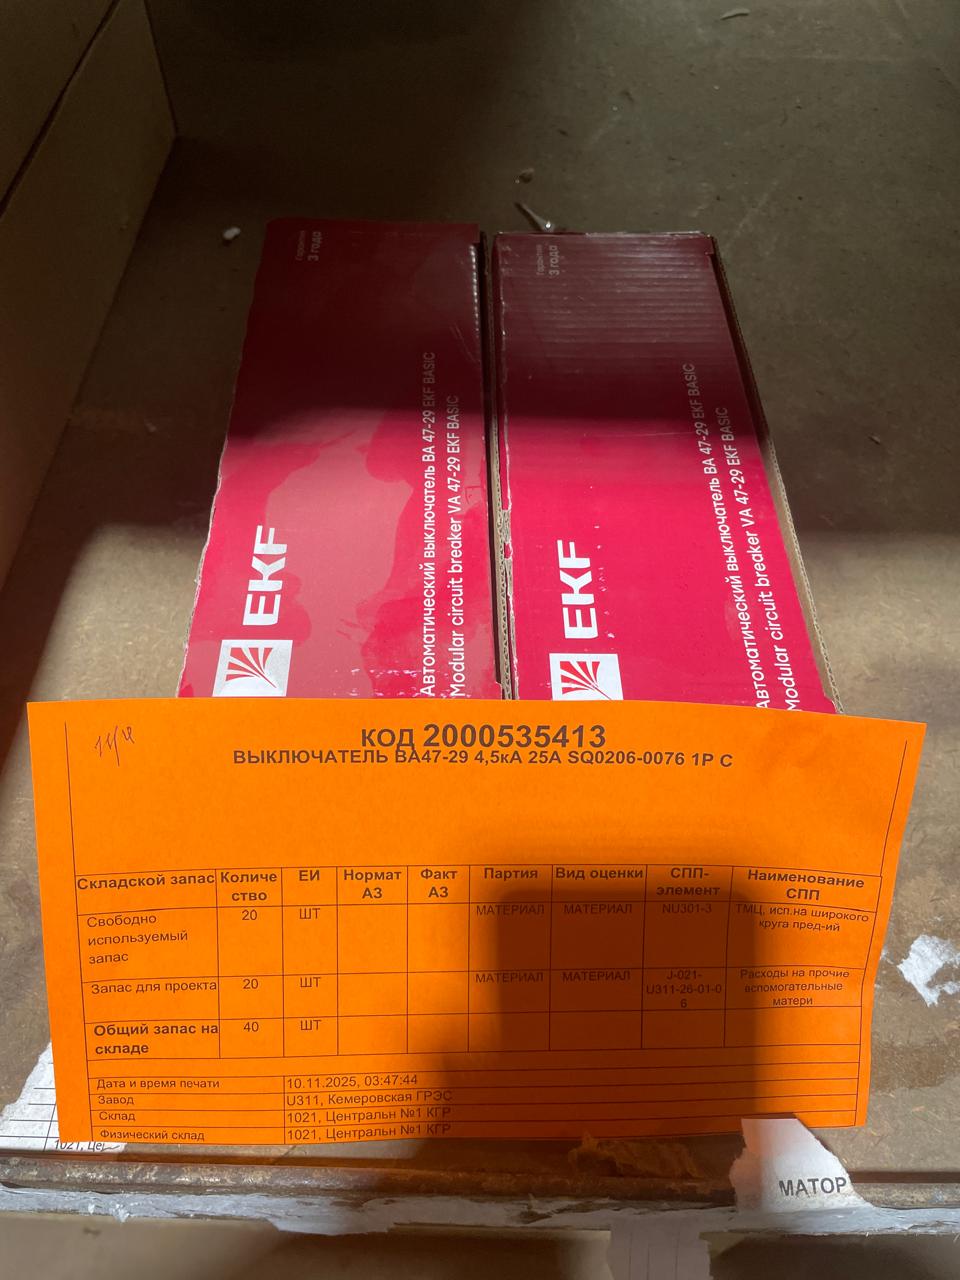 Гарантия
3 года
Автоматический выключатель ВА 47-29 EKF BASIC
Modular circuit breaker VA 47-29 EKF BASIC
EKF
Гарантия
3 года
Автоматический выключатель ВА 47-29 EKF BASIC
Modular circuit breaker VA 47-29 EKF BASIC
EKF
КОД 2000535413
ВЫКЛЮЧАТЕЛЬ ВА47-29 4,5кА 25А SQ0206-0076 1Р С
Складской запас Количе ство ЕИ Нормат АЗ Факт АЗ Партия Вид оценки СПП-элемент Наименование СПП
Свободно используемый запас 20 ШТ МАТЕРИАЛ МАТЕРИАЛ NU301-3 ТМЦ, исп.на широкого круга пред-ий
Запас для проекта 20 ШТ МАТЕРИАЛ МАТЕРИАЛ J-021-U311-26-01-06 Расходы на прочие вспомогательные матери
Общий запас на складе 40 ШТ
Дата и время печати 10.11.2025, 03:47:44
Завод U311, Кемеровская ГРЭС
Склад 1021, Центральн №1 КГР
Физический склад 1021, Центральн №1 КГР
1021, Це
МАТОР